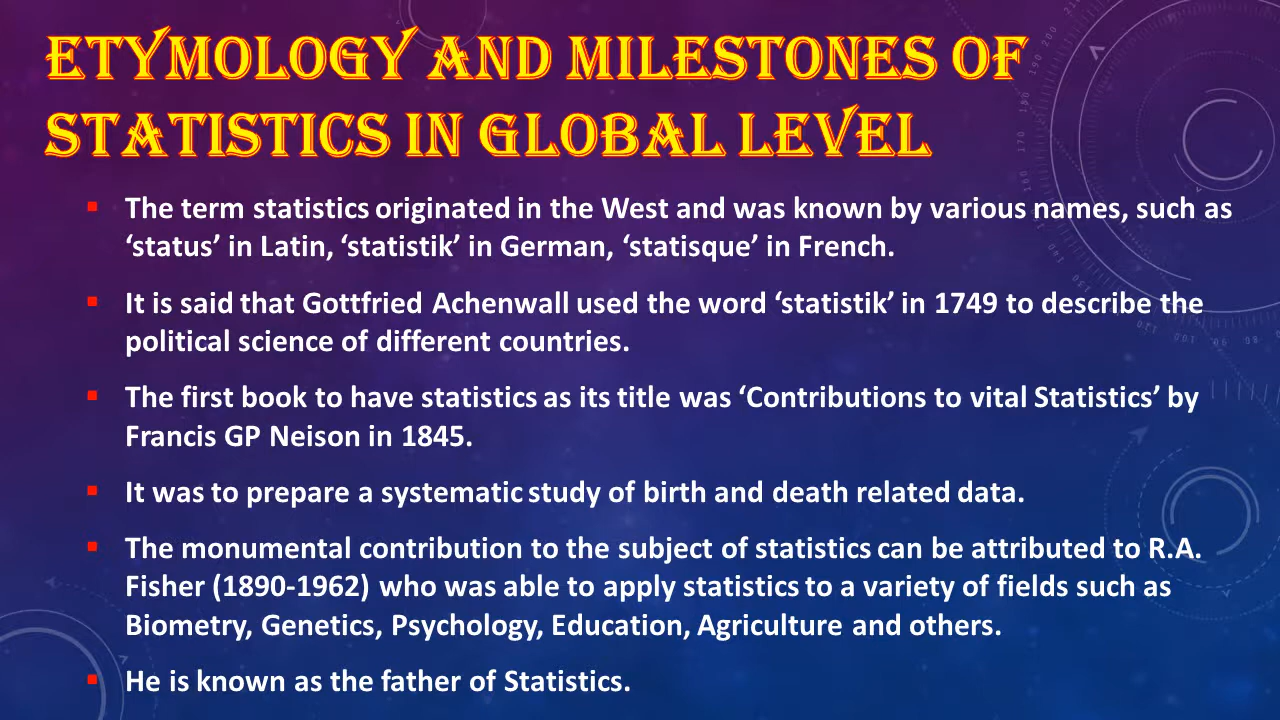 ETYMOLOGY AND MILESTONES OF
STATISTICS IN GLOBAL LEVEL
▪ The term statistics originated in the West and was known by various names, such as
‘status’ in Latin, ‘statistik’ in German, ‘statisque’ in French.
▪ It is said that Gottfried Achenwall used the word ‘statistik’ in 1749 to describe the
political science of different countries.
▪ The first book to have statistics as its title was ‘Contributions to vital Statistics’ by
Francis GP Neison in 1845.
▪ It was to prepare a systematic study of birth and death related data.
▪ The monumental contribution to the subject of statistics can be attributed to R.A.
Fisher (1890-1962) who was able to apply statistics to a variety of fields such as
Biometry, Genetics, Psychology, Education, Agriculture and others.
▪ He is known as the father of Statistics.